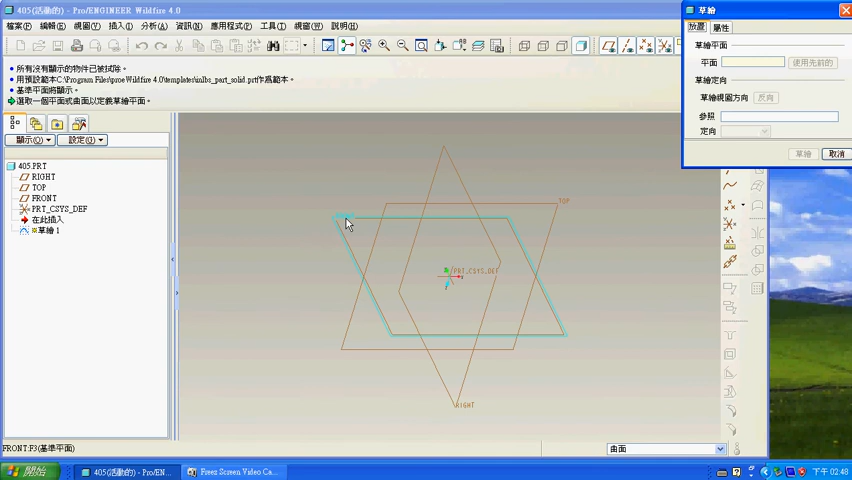 405(活動的) - Pro/ENGINEER Wildfire 4.0
檔案(F) 編輯(E) 視圖(V) 插入(I) 分析(A) 資訊(N) 應用程式(P) 工具(T) 視窗(W) 說明(H)
所有沒有顯示的物件已被拭除。
用預設範本C:\Program Files\proeWildfire 4.0\templates\inlbs_part_solid.prt作為範本。
基準平面將顯示。
選取一個平面或曲面以定義草繪平面。
顯示(O) 設定(G)
405.PRT
RIGHT
TOP
FRONT
PRT_CSYS_DEF
在此插入
※草繪 1
草繪
放置 屬性
草繪平面
平面 使用先前的
草繪定向
草繪視圖方向 反向
參照
定向
草繪 取消
TOP
PRT_CSYS_DEF
RIGHT
FRONT:F3(基準平面)
曲面
開始 405(活動的) - Pro/EN... Freez Screen Video Ca... 下午 02:48